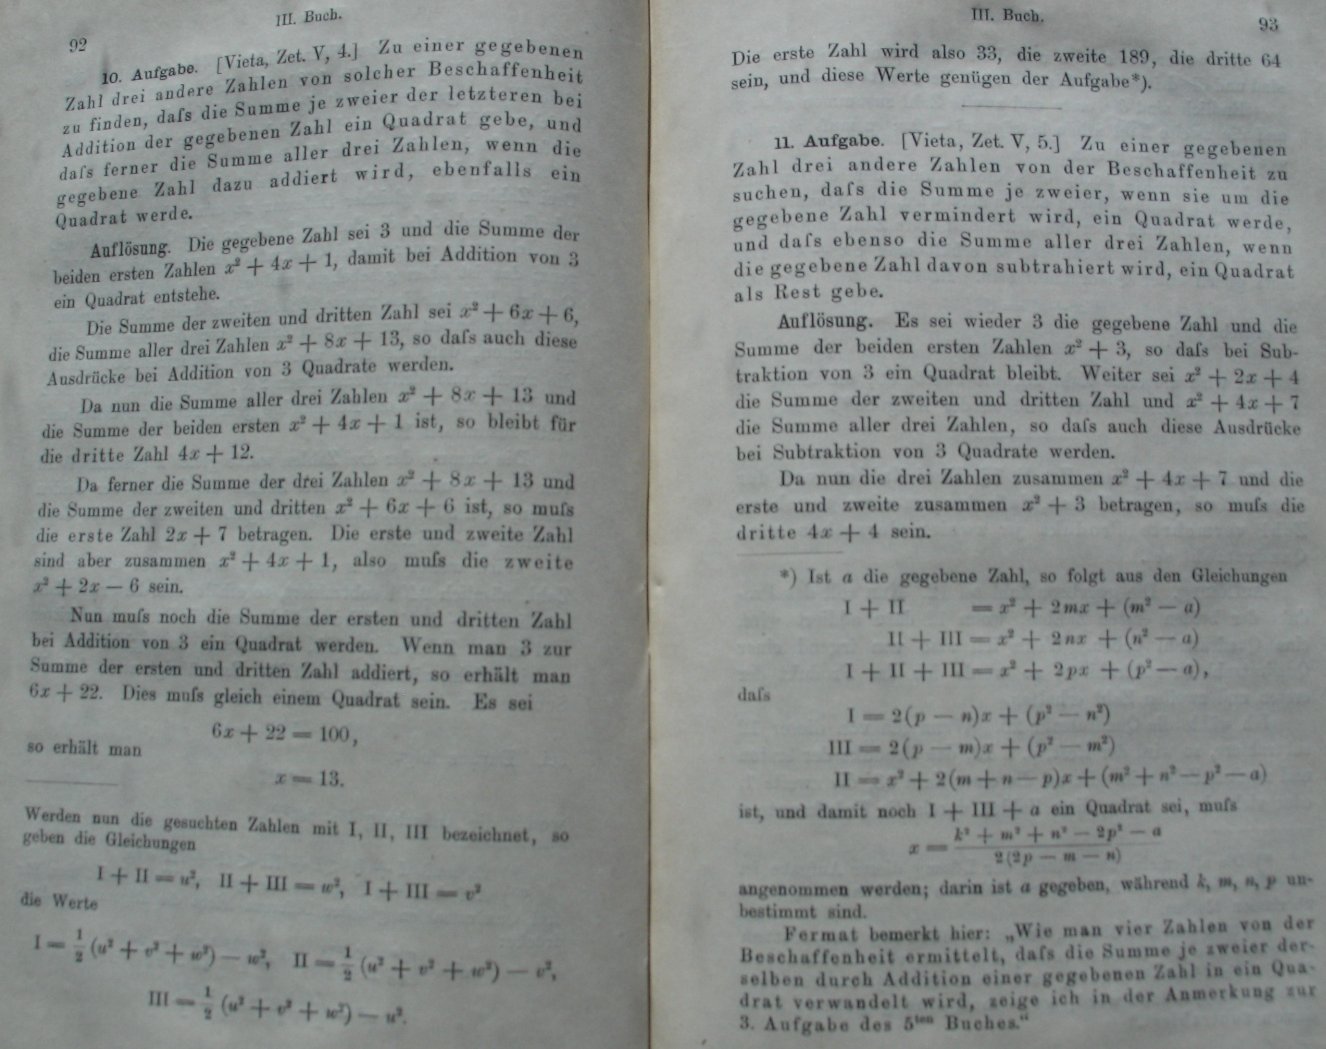 III. Buch.
92
10. Aufgabe. [Vieta, Zet. V, 4.] Zu einer gegebenen
Zahl drei andere Zahlen von solcher Beschaffenheit
zu finden, daſs die Summe je zweier der letzteren bei
Addition der gegebenen Zahl ein Quadrat gebe, und
daſs ferner die Summe aller drei Zahlen, wenn die
gegebene Zahl dazu addiert wird, ebenfalls ein
Quadrat werde.
Auflösung. Die gegebene Zahl sei 3 und die Summe der
beiden ersten Zahlen x² + 4x + 1, damit bei Addition von 3
ein Quadrat entstehe.
Die Summe der zweiten und dritten Zahl sei x² + 6x + 6,
die Summe aller drei Zahlen x² + 8x + 13, so daſs auch diese
Ausdrücke bei Addition von 3 Quadrate werden.
Da nun die Summe aller drei Zahlen x² + 8x + 13 und
die Summe der beiden ersten x² + 4x + 1 ist, so bleibt für
die dritte Zahl 4x + 12.
Da ferner die Summe der drei Zahlen x² + 8x + 13 und
die Summe der zweiten und dritten x² + 6x + 6 ist, so muſs
die erste Zahl 2x + 7 betragen. Die erste und zweite Zahl
sind aber zusammen x² + 4x + 1, also muſs die zweite
x² + 2x − 6 sein.
Nun muſs noch die Summe der ersten und dritten Zahl
bei Addition von 3 ein Quadrat werden. Wenn man 3 zur
Summe der ersten und dritten Zahl addiert, so erhält man
6x + 22. Dies muſs gleich einem Quadrat sein. Es sei
6x + 22 = 100,
so erhält man
x = 13.
Werden nun die gesuchten Zahlen mit I, II, III bezeichnet, so
geben die Gleichungen
I + II = u², II + III = w², I + III = v²
die Werte
I = 1/2 (u² + v² + w²) − w², II = 1/2 (u² + v² + w²) − v²,
III = 1/2 (u² + v² + w²) − u².
III. Buch.
93
Die erste Zahl wird also 33, die zweite 189, die dritte 64
sein, und diese Werte genügen der Aufgabe*).
11. Aufgabe. [Vieta, Zet. V, 5.] Zu einer gegebenen
Zahl drei andere Zahlen von der Beschaffenheit zu
suchen, daſs die Summe je zweier, wenn sie um die
gegebene Zahl vermindert wird, ein Quadrat werde,
und daſs ebenso die Summe aller drei Zahlen, wenn
die gegebene Zahl davon subtrahiert wird, ein Quadrat
als Rest gebe.
Auflösung. Es sei wieder 3 die gegebene Zahl und die
Summe der beiden ersten Zahlen x² + 3, so daſs bei Sub-
traktion von 3 ein Quadrat bleibt. Weiter sei x² + 2x + 4
die Summe der zweiten und dritten Zahl und x² + 4x + 7
die Summe aller drei Zahlen, so daſs auch diese Ausdrücke
bei Subtraktion von 3 Quadrate werden.
Da nun die drei Zahlen zusammen x² + 4x + 7 und die
erste und zweite zusammen x² + 3 betragen, so muſs die
dritte 4x + 4 sein.
*) Ist a die gegebene Zahl, so folgt aus den Gleichungen
I + II = x² + 2mx + (m² − a)
II + III = x² + 2nx + (n² − a)
I + II + III = x² + 2px + (p² − a),
daſs
I = 2(p − n)x + (p² − n²)
III = 2(p − m)x + (p² − m²)
II = x² + 2(m + n − p)x + (m² + n² − p² − a)
ist, und damit noch I + III + a ein Quadrat sei, muſs
x = k² + m² + n² − 2p² − a / 2(2p − m − n)
angenommen werden; darin ist a gegeben, während k, m, n, p un-
bestimmt sind.
Fermat bemerkt hier: „Wie man vier Zahlen von der
Beschaffenheit ermittelt, daſs die Summe je zweier der-
selben durch Addition einer gegebenen Zahl in ein Qua-
drat verwandelt wird, zeige ich in der Anmerkung zur
3. Aufgabe des 5ten Buches.“